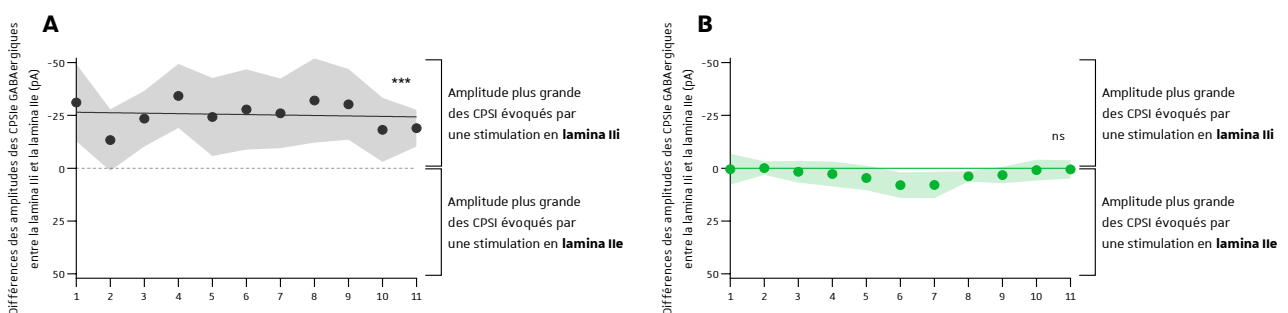 A
Différences des amplitudes des CPSIe GABAergiques
entre la lamina IIi et la lamina IIe (pA)
-50
-25
0
25
50
1 2 3 4 5 6 7 8 9 10 11
***
Amplitude plus grande
des CPSI évoqués par
une stimulation en lamina IIi
Amplitude plus grande
des CPSI évoqués par
une stimulation en lamina IIe
B
Différences des amplitudes des CPSIe GABAergiques
entre la lamina IIi et la lamina IIe (pA)
-50
-25
0
25
50
1 2 3 4 5 6 7 8 9 10 11
ns
Amplitude plus grande
des CPSI évoqués par
une stimulation en lamina IIi
Amplitude plus grande
des CPSI évoqués par
une stimulation en lamina IIe